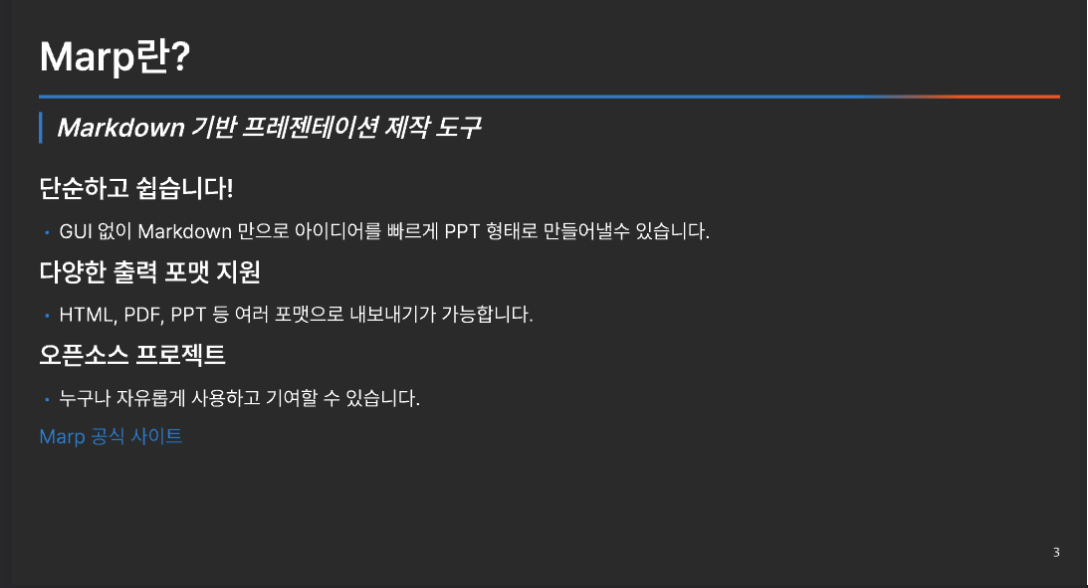 Marp란?
Markdown 기반 프레젠테이션 제작 도구
단순하고 쉽습니다!
• GUI 없이 Markdown 만으로 아이디어를 빠르게 PPT 형태로 만들어낼수 있습니다.
다양한 출력 포맷 지원
• HTML, PDF, PPT 등 여러 포맷으로 내보내기가 가능합니다.
오픈소스 프로젝트
• 누구나 자유롭게 사용하고 기여할 수 있습니다.
Marp 공식 사이트
3